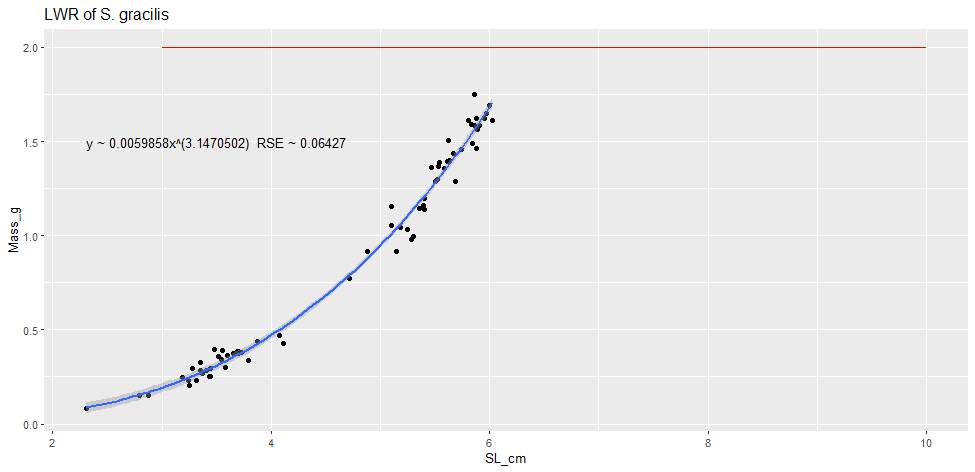 LWR of S. gracilis
2.0
y ~ 0.0059858x^(3.1470502)  RSE ~ 0.06427
1.5
Mass_g
1.0
0.5
0.0
2 4 6 8 10
SL_cm